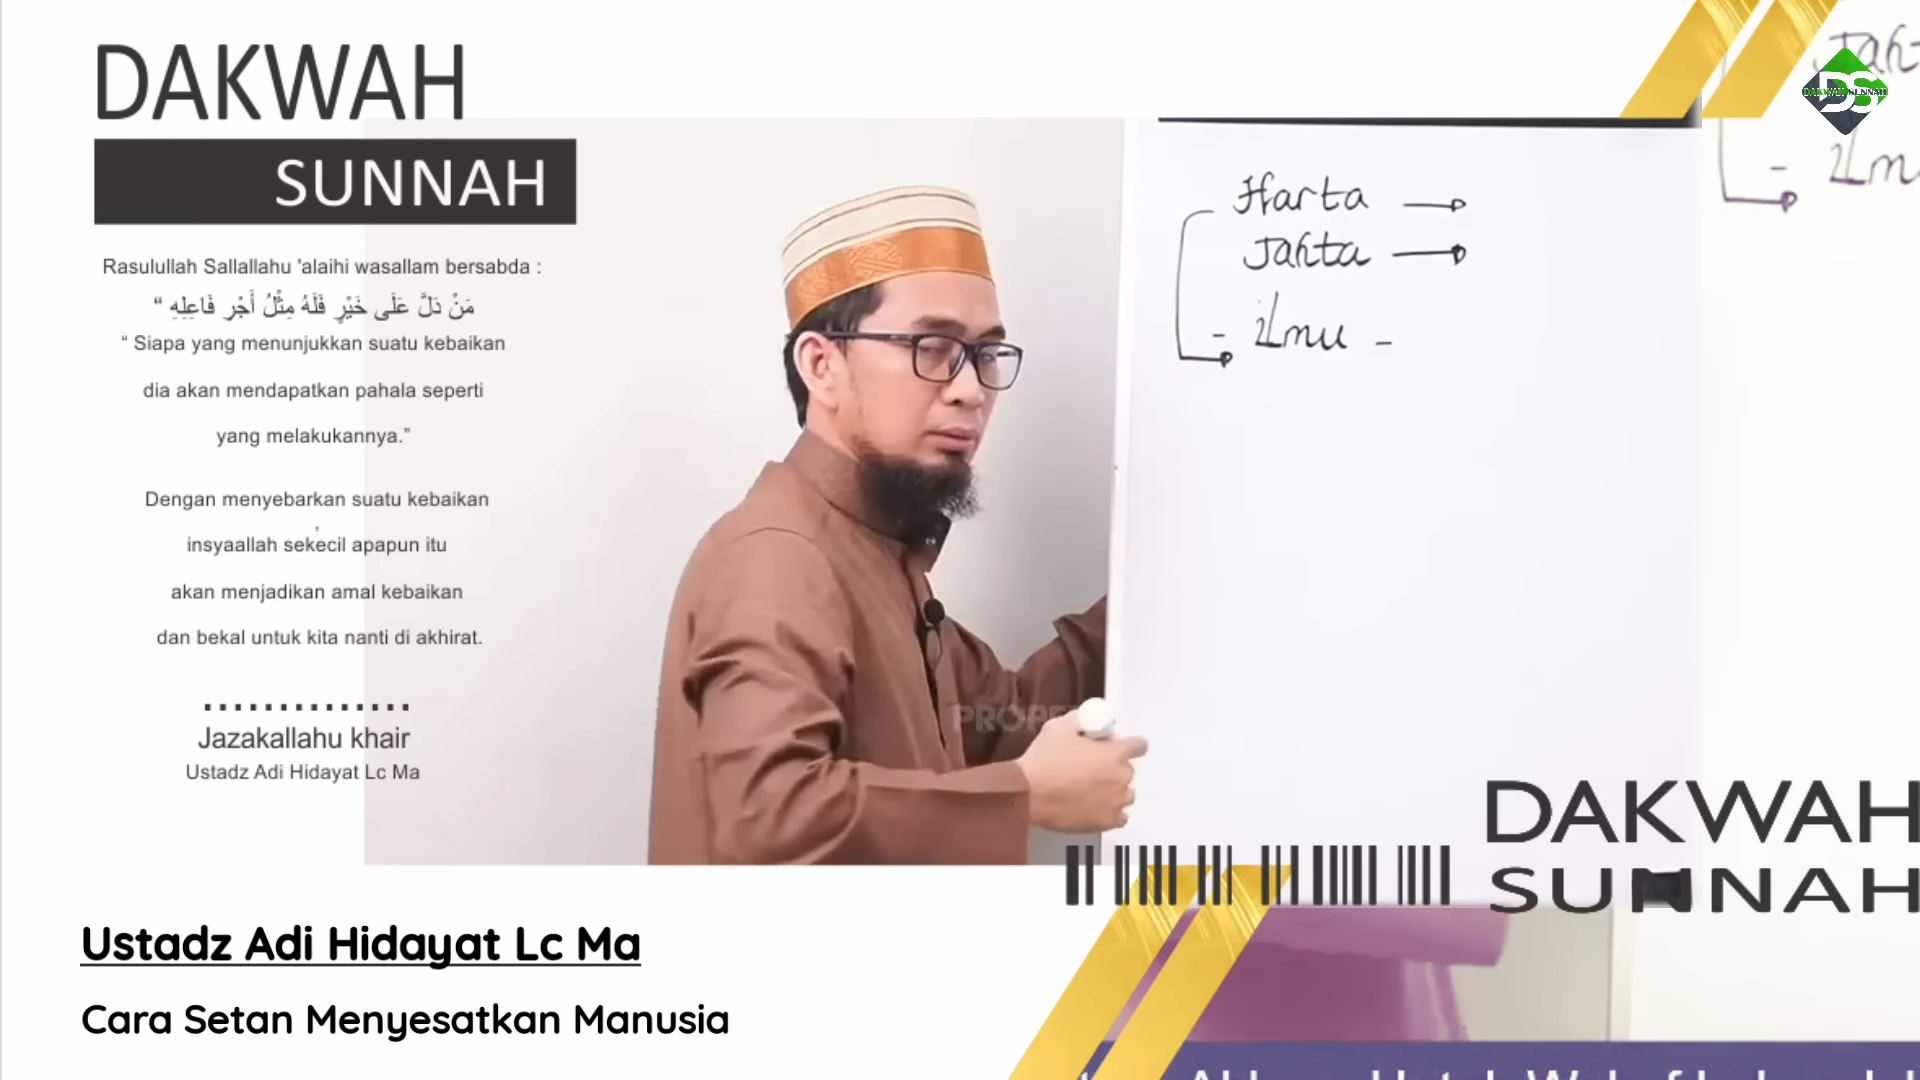 DAKWAH
SUNNAH
Rasulullah Sallallahu 'alaihi wasallam bersabda :
“ مَنْ دَلَّ عَلَى خَيْرٍ فَلَهُ مِثْلُ أَجْرِ فَاعِلِهِ
“ Siapa yang menunjukkan suatu kebaikan
dia akan mendapatkan pahala seperti
yang melakukannya.”
Dengan menyebarkan suatu kebaikan
insyaallah sekecil apapun itu
akan menjadikan amal kebaikan
dan bekal untuk kita nanti di akhirat.
Jazakallahu khair
Ustadz Adi Hidayat Lc Ma
Harta
Jahta
- ilmu -
DS
DAKWAH SUNNAH
DAKWAH
SUNNAH
Ustadz Adi Hidayat Lc Ma
Cara Setan Menyesatkan Manusia